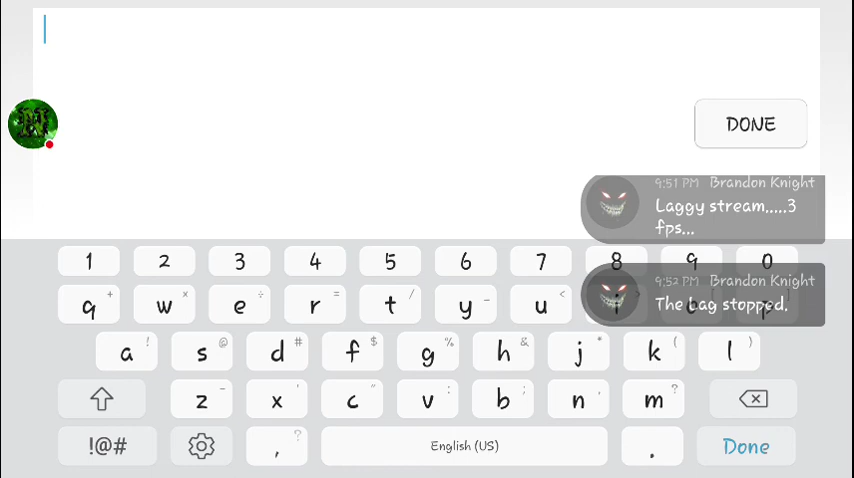 DONE
9:51 PM Brandon Knight
Laggy stream.....3
fps...
1 2 3 4 5 6 7 8 9 0
9:52 PM Brandon Knight
The lag stopped.
q + w × e ÷ r = t / y _ u < i > p ]
a ! s @ d # f $ g % h & j * k ( l )
z - x ' c " v : b ; n , m ?
!@# , ? English (US) . Done